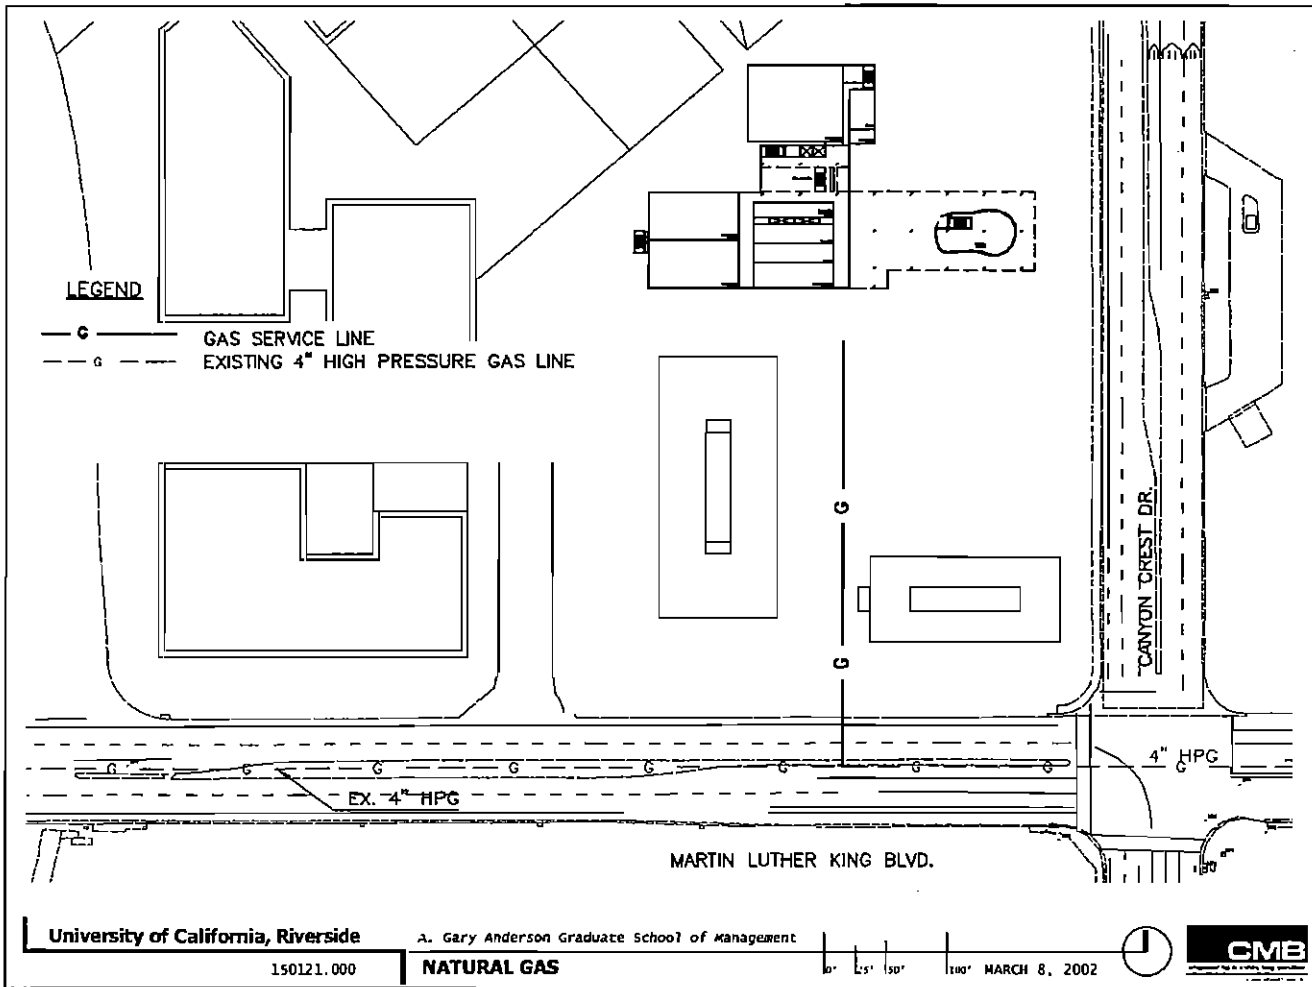 LEGEND
G GAS SERVICE LINE
G EXISTING 4" HIGH PRESSURE GAS LINE
G
G
CANYON CREST DR.
4" HPG
G G G G G G G G G
EX. 4" HPG
MARTIN LUTHER KING BLVD.
University of California, Riverside
A. Gary Anderson Graduate School of Management
150121.000
NATURAL GAS
0' 25' 50' 100'
MARCH 8, 2002
CMB